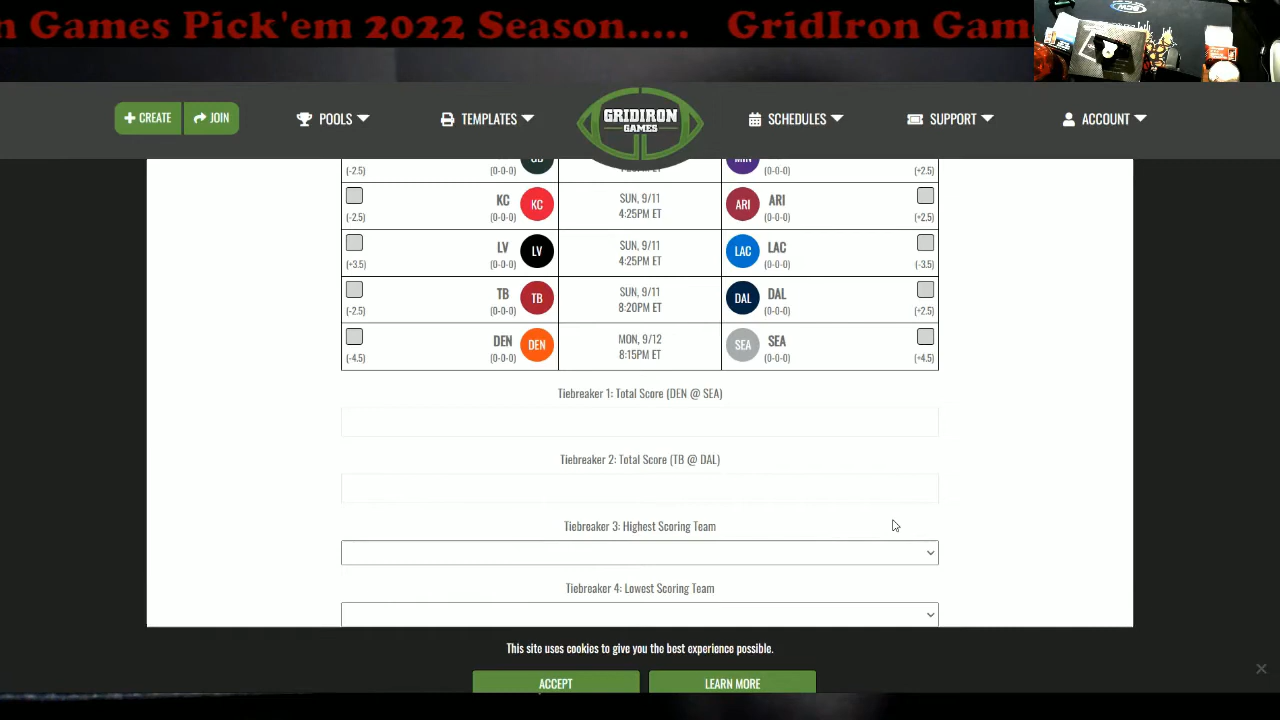 n Games Pick'em 2022 Season..... GridIron Gam
CREATE JOIN POOLS TEMPLATES GRIDIRON GAMES SCHEDULES SUPPORT ACCOUNT
(-2.5) (0-0-0) GB MIN (0-0-0) (+2.5)
KC KC SUN, 9/11 ARI ARI
(-2.5) (0-0-0) 4:25PM ET (0-0-0) (+2.5)
LV LV SUN, 9/11 LAC LAC
(+3.5) (0-0-0) 4:25PM ET (0-0-0) (-3.5)
TB TB SUN, 9/11 DAL DAL
(-2.5) (0-0-0) 8:20PM ET (0-0-0) (+2.5)
DEN DEN MON, 9/12 SEA SEA
(-4.5) (0-0-0) 8:15PM ET (0-0-0) (+4.5)
Tiebreaker 1: Total Score (DEN @ SEA)
Tiebreaker 2: Total Score (TB @ DAL)
Tiebreaker 3: Highest Scoring Team
Tiebreaker 4: Lowest Scoring Team
This site uses cookies to give you the best experience possible.
ACCEPT LEARN MORE